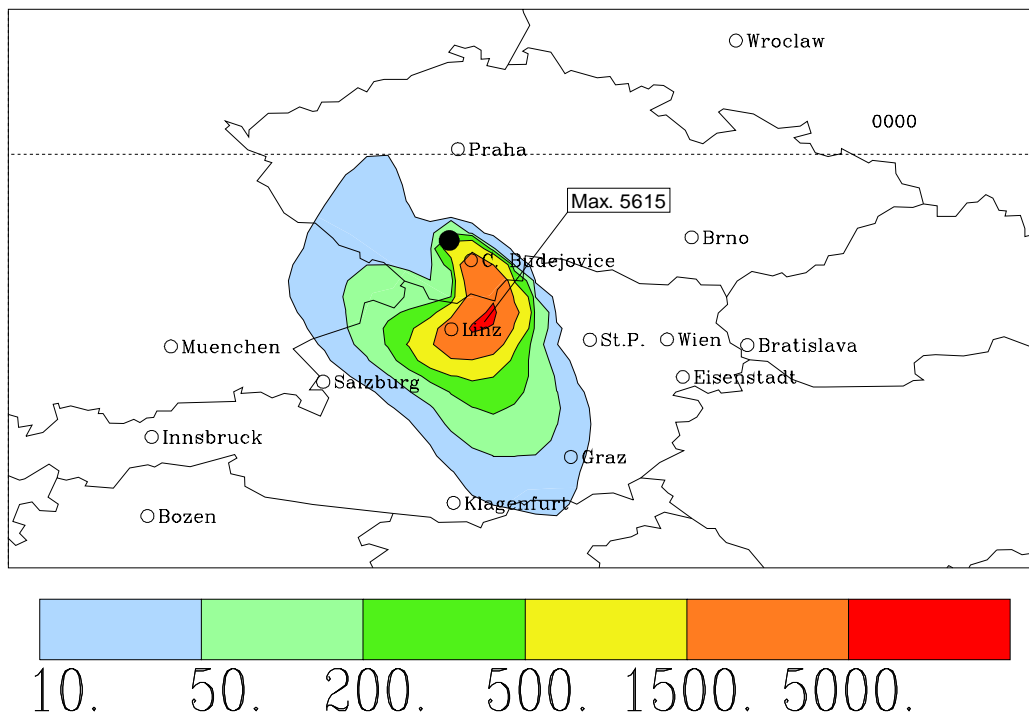 Wroclaw
0000
Praha
Max. 5615
Brno
C. Budejovice
Linz
St.P.
Wien
Bratislava
Muenchen
Eisenstadt
Salzburg
Innsbruck
Graz
Klagenfurt
Bozen
10. 50. 200. 500. 1500. 5000.